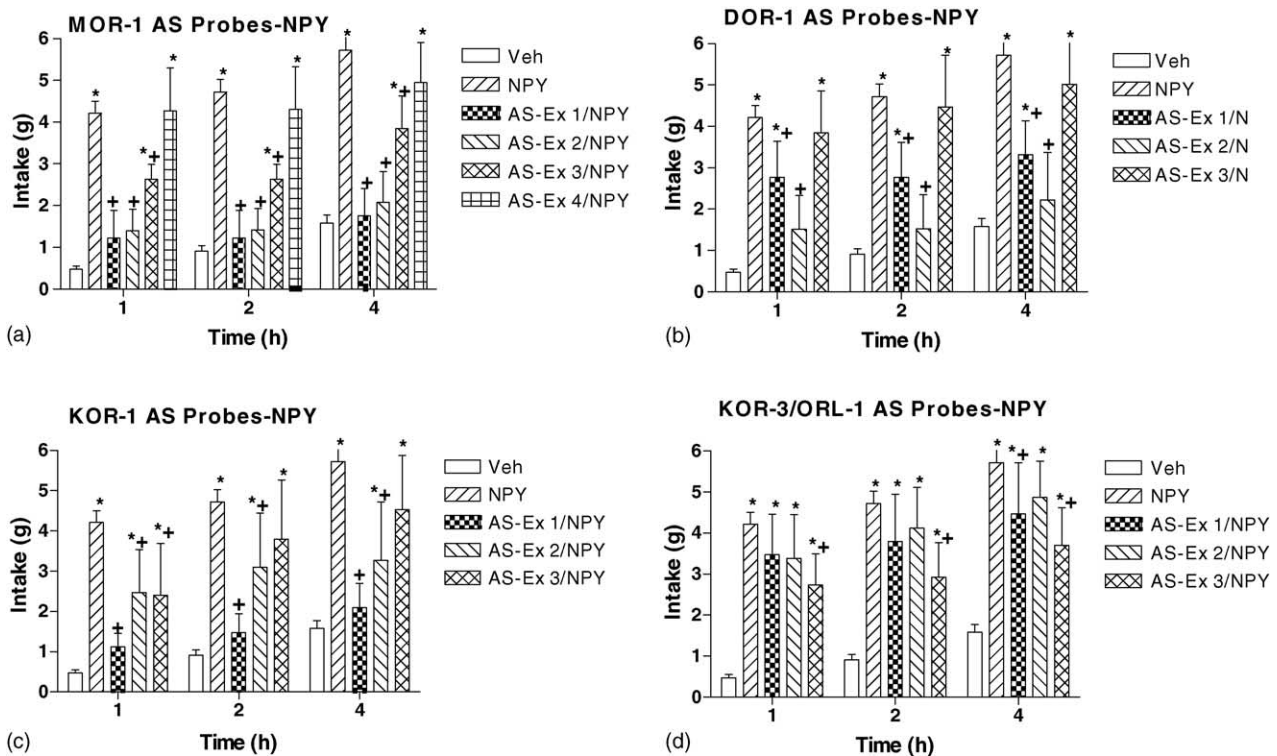 MOR-1 AS Probes-NPY
6
5
4
3
2
1
0
Intake (g)
* * * * * *
+ + *+ + + *+ + + *+
1 2 4
Time (h)
Veh
NPY
AS-Ex 1/NPY
AS-Ex 2/NPY
AS-Ex 3/NPY
AS-Ex 4/NPY
(a)
DOR-1 AS Probes-NPY
6
5
4
3
2
1
0
Intake (g)
* * * * * *
*+ + *+ + *+ +
1 2 4
Time (h)
Veh
NPY
AS-Ex 1/N
AS-Ex 2/N
AS-Ex 3/N
(b)
KOR-1 AS Probes-NPY
6
5
4
3
2
1
0
Intake (g)
* * * * *
+ *+ *+ + *+ + *+
1 2 4
Time (h)
Veh
NPY
AS-Ex 1/NPY
AS-Ex 2/NPY
AS-Ex 3/NPY
(c)
KOR-3/ORL-1 AS Probes-NPY
6
5
4
3
2
1
0
Intake (g)
* * * *+ * * * *+ * *+ * *+
1 2 4
Time (h)
Veh
NPY
AS-Ex 1/NPY
AS-Ex 2/NPY
AS-Ex 3/NPY
(d)